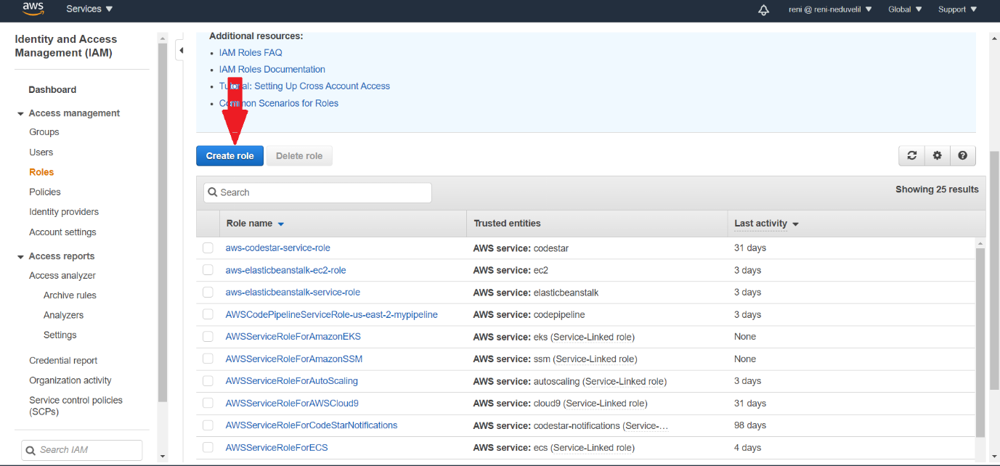 aws Services reni @ reni-neduvelil Global Support
Identity and Access
Management (IAM)
Dashboard
Access management
Groups
Users
Roles
Policies
Identity providers
Account settings
Access reports
Access analyzer
Archive rules
Analyzers
Settings
Credential report
Organization activity
Service control policies
(SCPs)
Search IAM
Additional resources:
IAM Roles FAQ
IAM Roles Documentation
Tutorial: Setting Up Cross Account Access
Common Scenarios for Roles
Create role Delete role
Search Showing 25 results
Role name Trusted entities Last activity
aws-codestar-service-role AWS service: codestar 31 days
aws-elasticbeanstalk-ec2-role AWS service: ec2 3 days
aws-elasticbeanstalk-service-role AWS service: elasticbeanstalk 3 days
AWSCodePipelineServiceRole-us-east-2-mypipeline AWS service: codepipeline 3 days
AWSServiceRoleForAmazonEKS AWS service: eks (Service-Linked role) None
AWSServiceRoleForAmazonSSM AWS service: ssm (Service-Linked role) None
AWSServiceRoleForAutoScaling AWS service: autoscaling (Service-Linked role) 3 days
AWSServiceRoleForAWSCloud9 AWS service: cloud9 (Service-Linked role) 31 days
AWSServiceRoleForCodeStarNotifications AWS service: codestar-notifications (Service-… 98 days
AWSServiceRoleForECS AWS service: ecs (Service-Linked role) 4 days